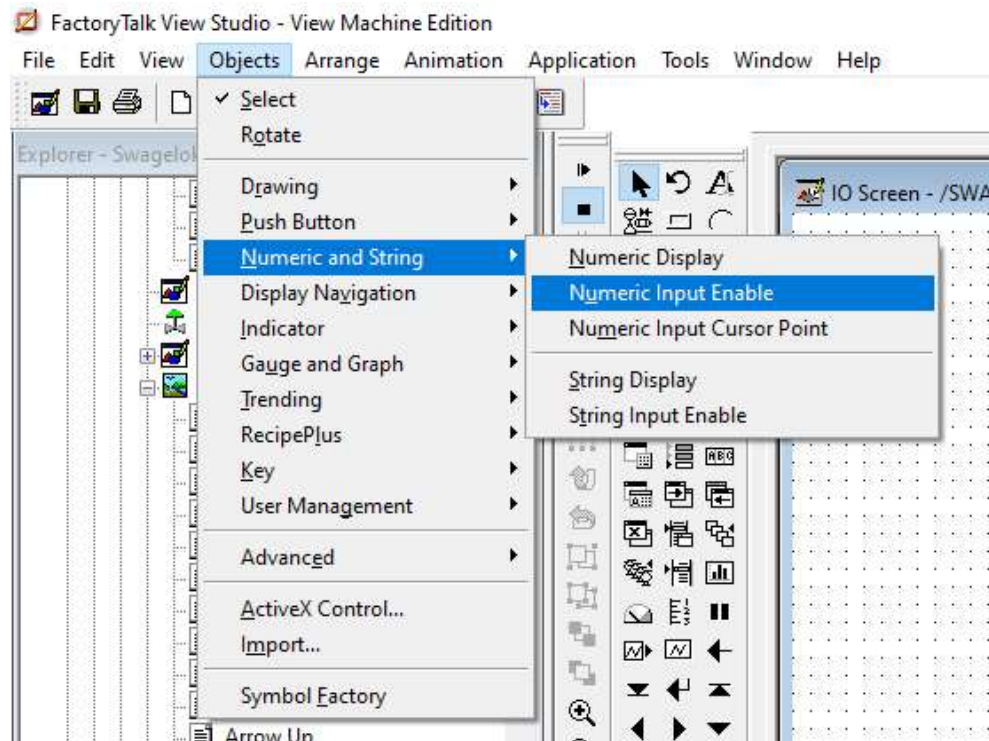 FactoryTalk View Studio - View Machine Edition
File Edit View Objects Arrange Animation Application Tools Window Help
Select
Rotate
Explorer - Swagelok
Drawing
IO Screen - /SWA
Push Button
Numeric and String
Numeric Display
Display Navigation
Numeric Input Enable
Indicator
Numeric Input Cursor Point
Gauge and Graph
String Display
Trending
String Input Enable
RecipePlus
Key
User Management
Advanced
ActiveX Control...
Import...
Symbol Factory
Arrow Up